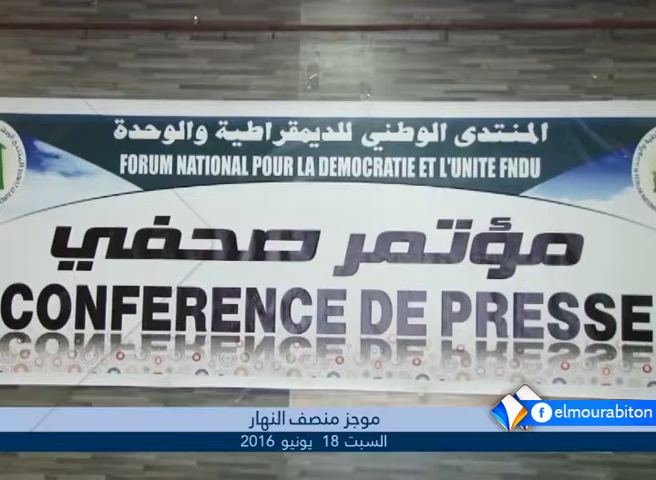 المنتدى الوطني للديمقراطية والوحدة
FORUM NATIONAL POUR LA DEMOCRATIE ET L'UNITE FNDU
مؤتمر صحفي
CONFERENCE DE PRESSE
موجز منصف النهار
السبت 18 يونيو 2016
elmourabiton